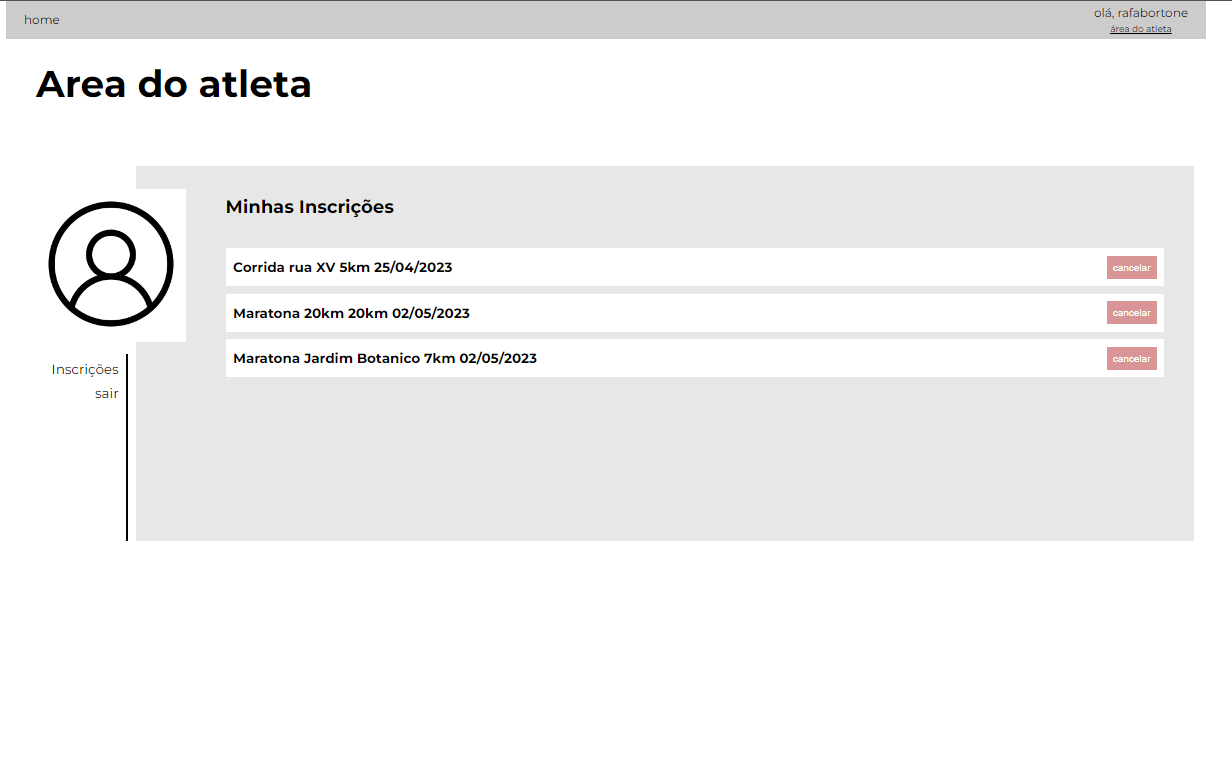 home
olá, rafabortone
área do atleta
Area do atleta
Minhas Inscrições
Corrida rua XV 5km 25/04/2023
cancelar
Maratona 20km 20km 02/05/2023
cancelar
Maratona Jardim Botanico 7km 02/05/2023
cancelar
Inscrições
sair